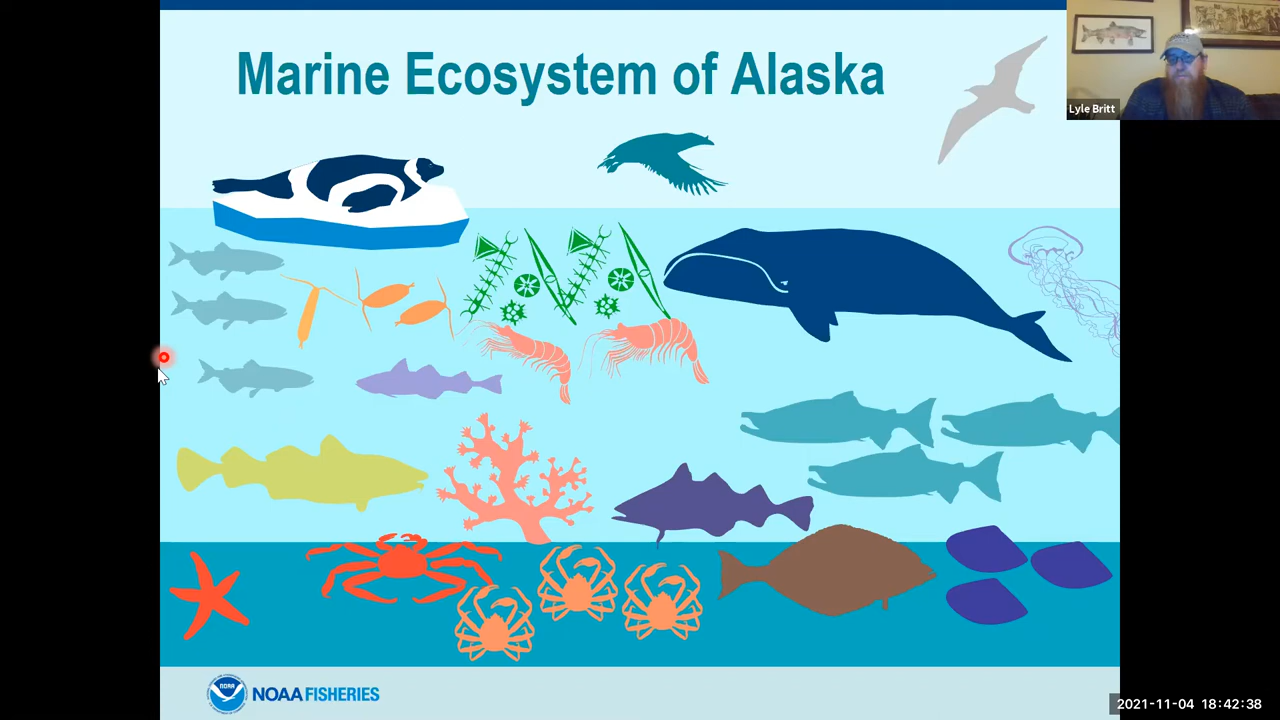 Marine Ecosystem of Alaska
Lyle Britt
NOAA
NOAA FISHERIES
2021-11-04 18:42:38